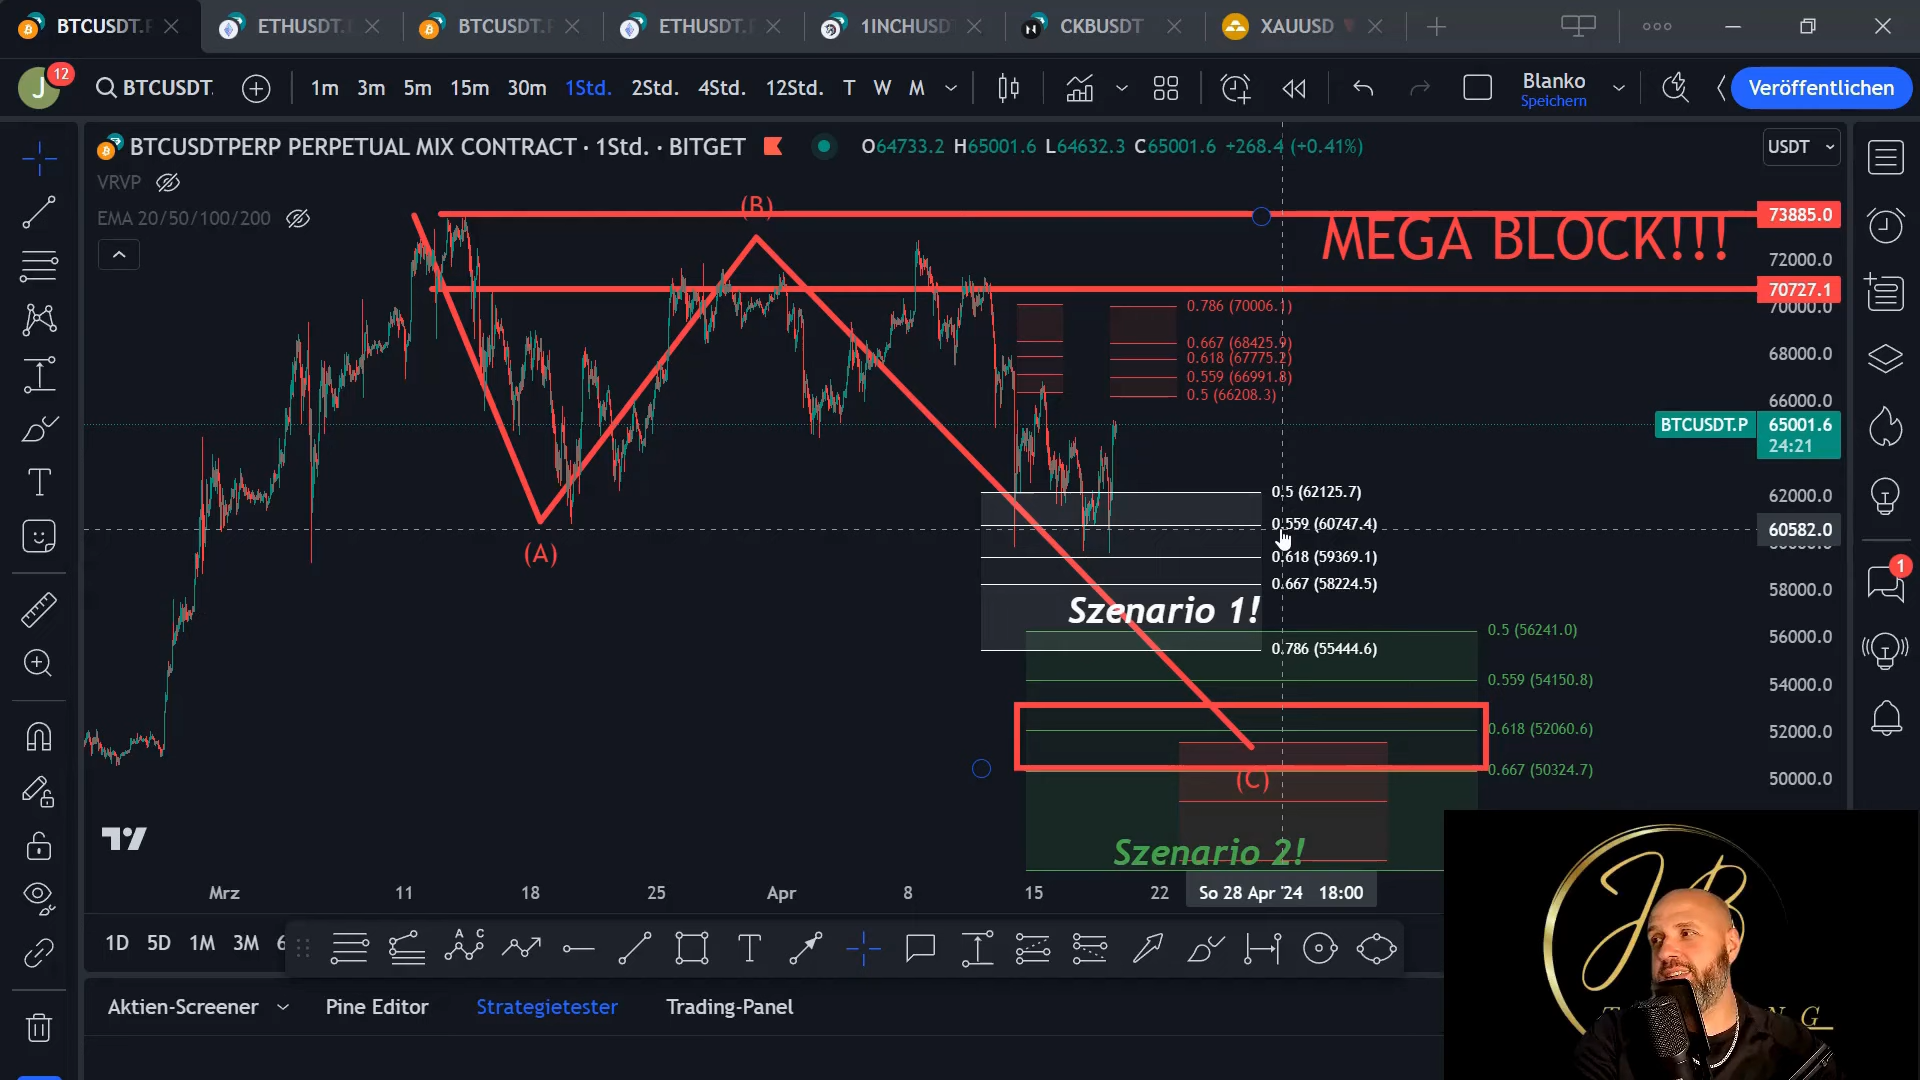 BTCUSDT.P
ETHUSDT.
BTCUSDT.P
ETHUSDT.
1INCHUSD
CKBUSDT
XAUUSD
J
12
BTCUSDT.
1m
3m
5m
15m
30m
1Std.
2Std.
4Std.
12Std.
T
W
M
Blanko
Speichern
Veröffentlichen
BTCUSDTPERP PERPETUAL MIX CONTRACT · 1Std. · BITGET
O64733.2 H65001.6 L64632.3 C65001.6 +268.4 (+0.41%)
USDT
VRVP
EMA 20/50/100/200
(B)
MEGA BLOCK!!!
73885.0
72000.0
70727.1
70000.0
0.786 (70006.1)
0.667 (68425.9)
0.618 (67775.2)
0.559 (66991.8)
0.5 (66208.3)
68000.0
66000.0
BTCUSDT.P
65001.6
24:21
62000.0
60582.0
58000.0
56000.0
54000.0
52000.0
50000.0
(A)
0.5 (62125.7)
0.559 (60747.4)
0.618 (59369.1)
0.667 (58224.5)
Szenario 1!
0.786 (55444.6)
0.5 (56241.0)
0.559 (54150.8)
0.618 (52060.6)
0.667 (50324.7)
(C)
Szenario 2!
Mrz
11
18
25
Apr
8
15
22
So 28 Apr '24 18:00
1D
5D
1M
3M
A C
T
Aktien-Screener
Pine Editor
Strategietester
Trading-Panel
1
JB